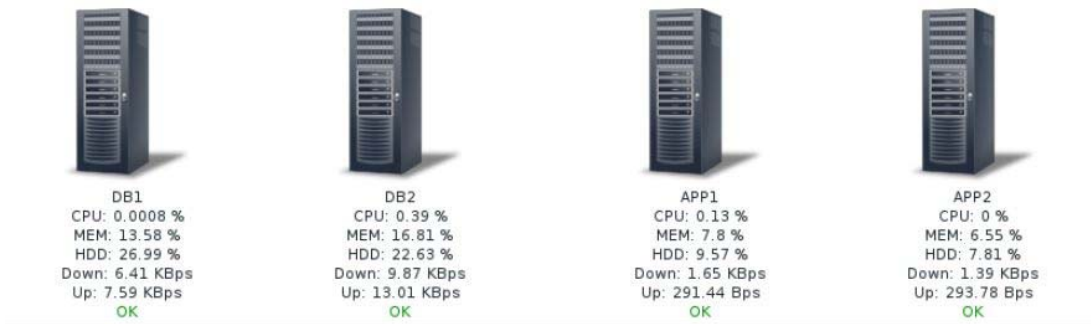 DB1
CPU: 0.0008 %
MEM: 13.58 %
HDD: 26.99 %
Down: 6.41 KBps
Up: 7.59 KBps
OK
DB2
CPU: 0.39 %
MEM: 16.81 %
HDD: 22.63 %
Down: 9.87 KBps
Up: 13.01 KBps
OK
APP1
CPU: 0.13 %
MEM: 7.8 %
HDD: 9.57 %
Down: 1.65 KBps
Up: 291.44 Bps
OK
APP2
CPU: 0 %
MEM: 6.55 %
HDD: 7.81 %
Down: 1.39 KBps
Up: 293.78 Bps
OK